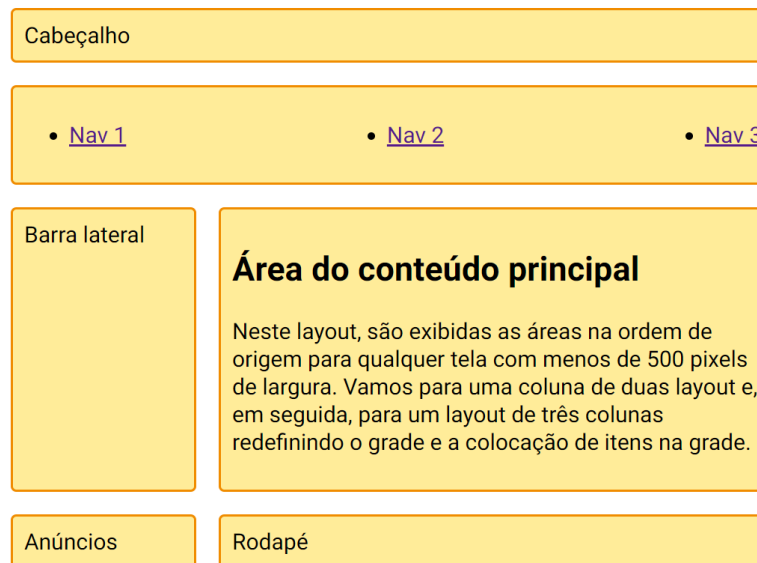 Cabeçalho
Nav 1
Nav 2
Nav 3
Barra lateral
Área do conteúdo principal
Neste layout, são exibidas as áreas na ordem de
origem para qualquer tela com menos de 500 pixels
de largura. Vamos para uma coluna de duas layout e,
em seguida, para um layout de três colunas
redefinindo o grade e a colocação de itens na grade.
Anúncios
Rodapé